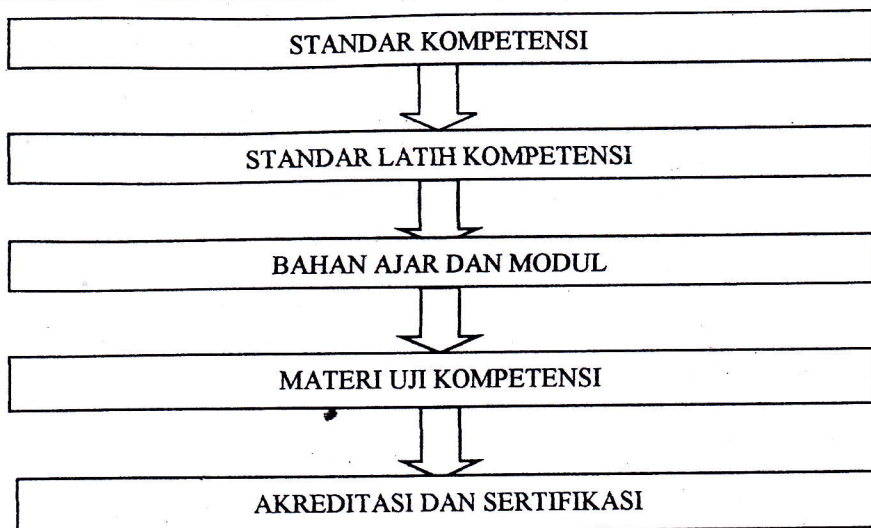 STANDAR KOMPETENSI
STANDAR LATIH KOMPETENSI
BAHAN AJAR DAN MODUL
MATERI UJI KOMPETENSI
AKREDITASI DAN SERTIFIKASI